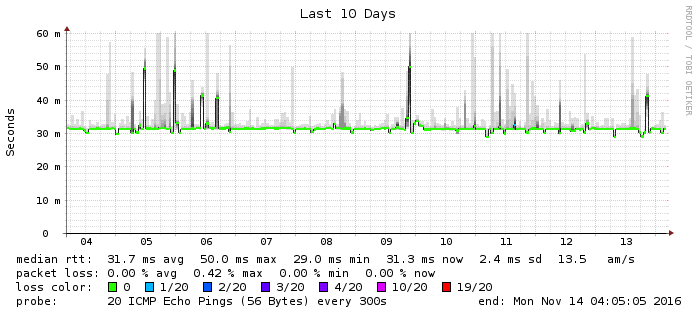 Last 10 Days
RRDTOOL / TOBI OETIKER
Seconds
60 m
50 m
40 m
30 m
20 m
10 m
0
04 05 06 07 08 09 10 11 12 13
median rtt: 31.7 ms avg 50.0 ms max 29.0 ms min 31.3 ms now 2.4 ms sd 13.5 am/s
packet loss: 0.00 % avg 0.42 % max 0.00 % min 0.00 % now
loss color: 0 1/20 2/20 3/20 4/20 10/20 19/20
probe: 20 ICMP Echo Pings (56 Bytes) every 300s end: Mon Nov 14 04:05:05 2016